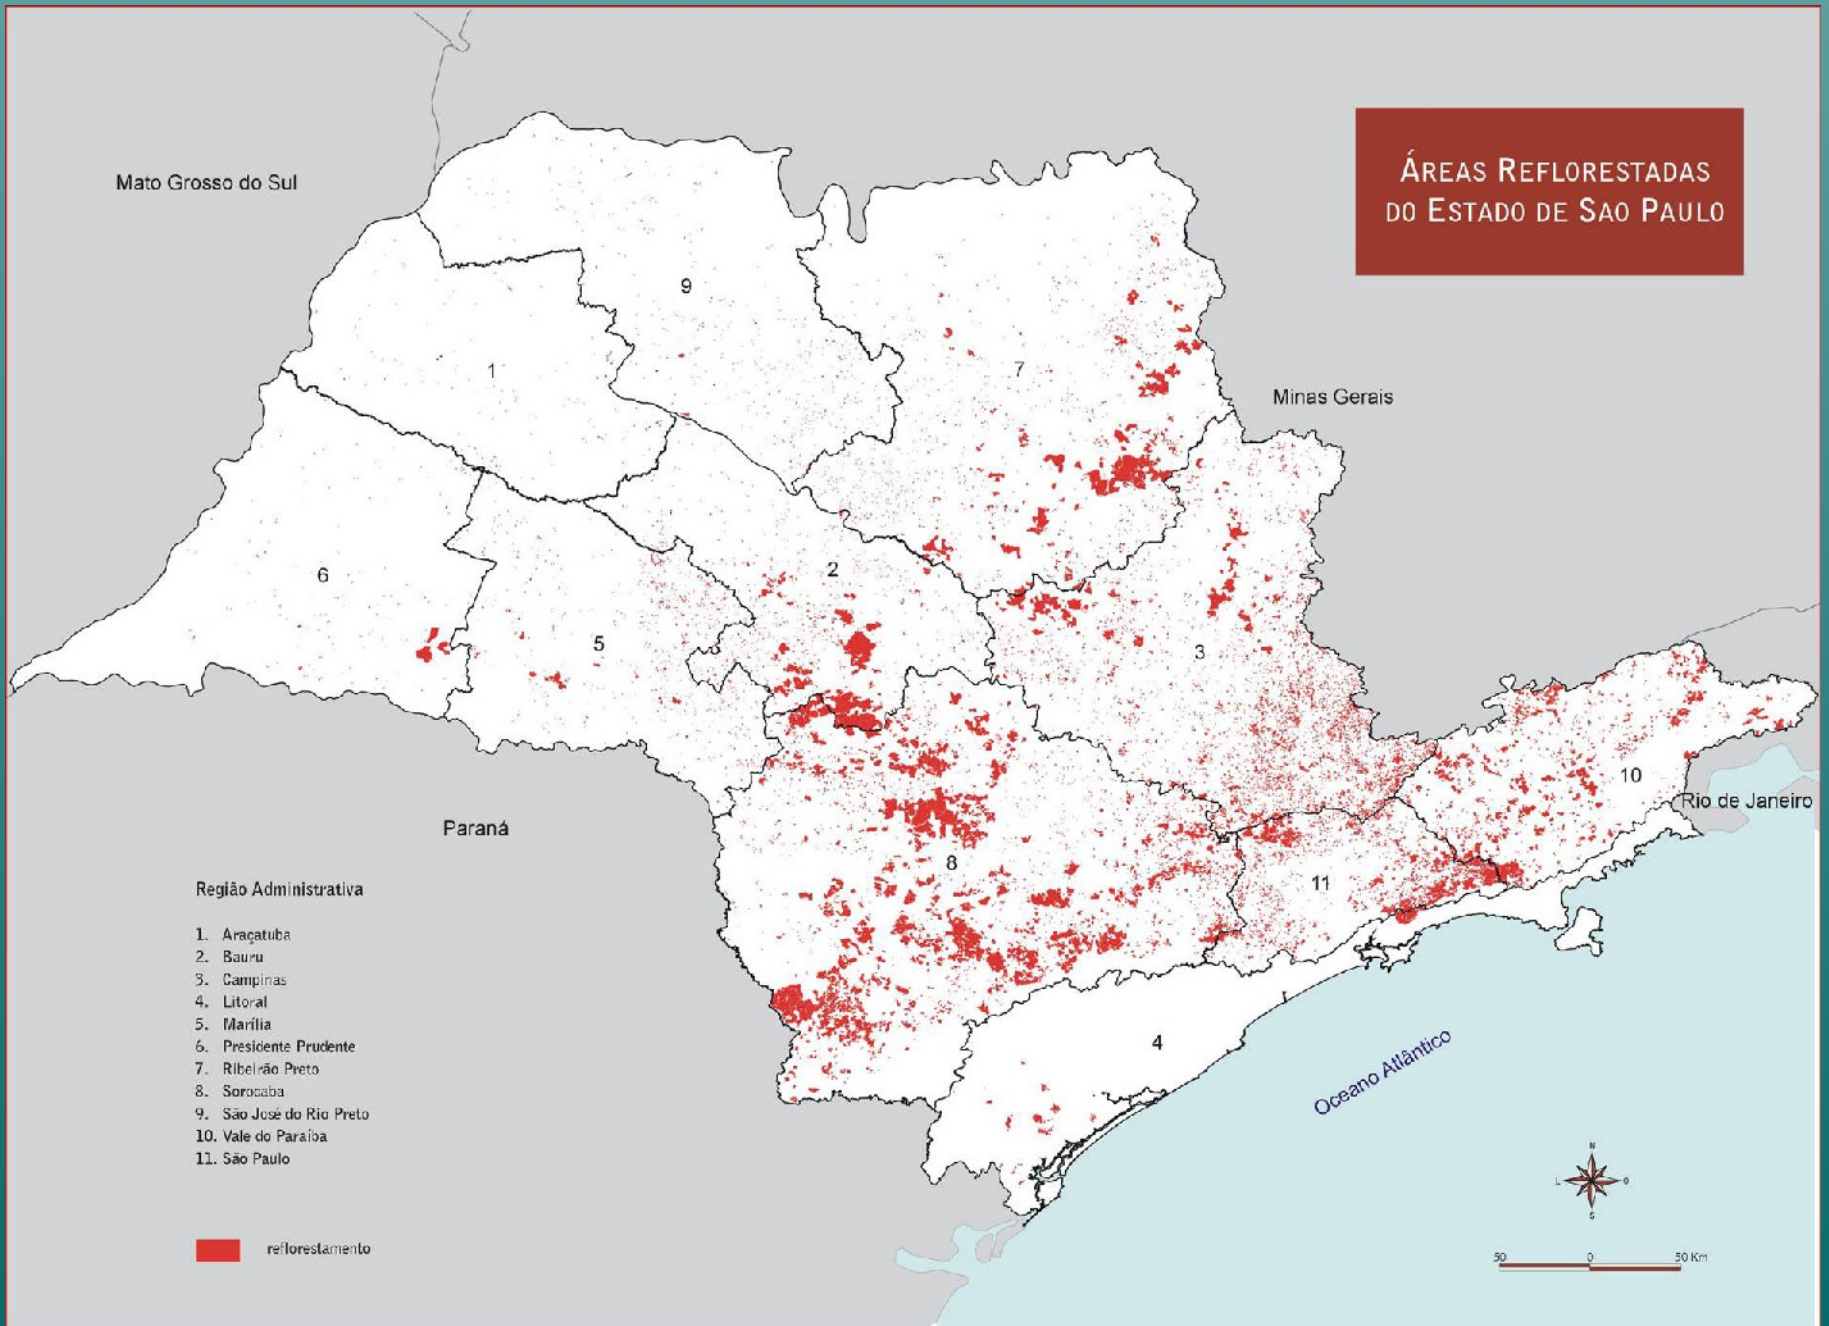 ÁREAS REFLORESTADAS
DO ESTADO DE SAO PAULO
Mato Grosso do Sul
9
1
7
Minas Gerais
6
2
5
3
10
Rio de Janeiro
Paraná
8
11
4
Oceano Atlântico
Região Administrativa
1. Araçatuba
2. Bauru
3. Campinas
4. Litoral
5. Marília
6. Presidente Prudente
7. Ribeirão Preto
8. Sorocaba
9. São José do Rio Preto
10. Vale do Paraíba
11. São Paulo
reflorestamento
N
L
O
S
50 0 50 Km